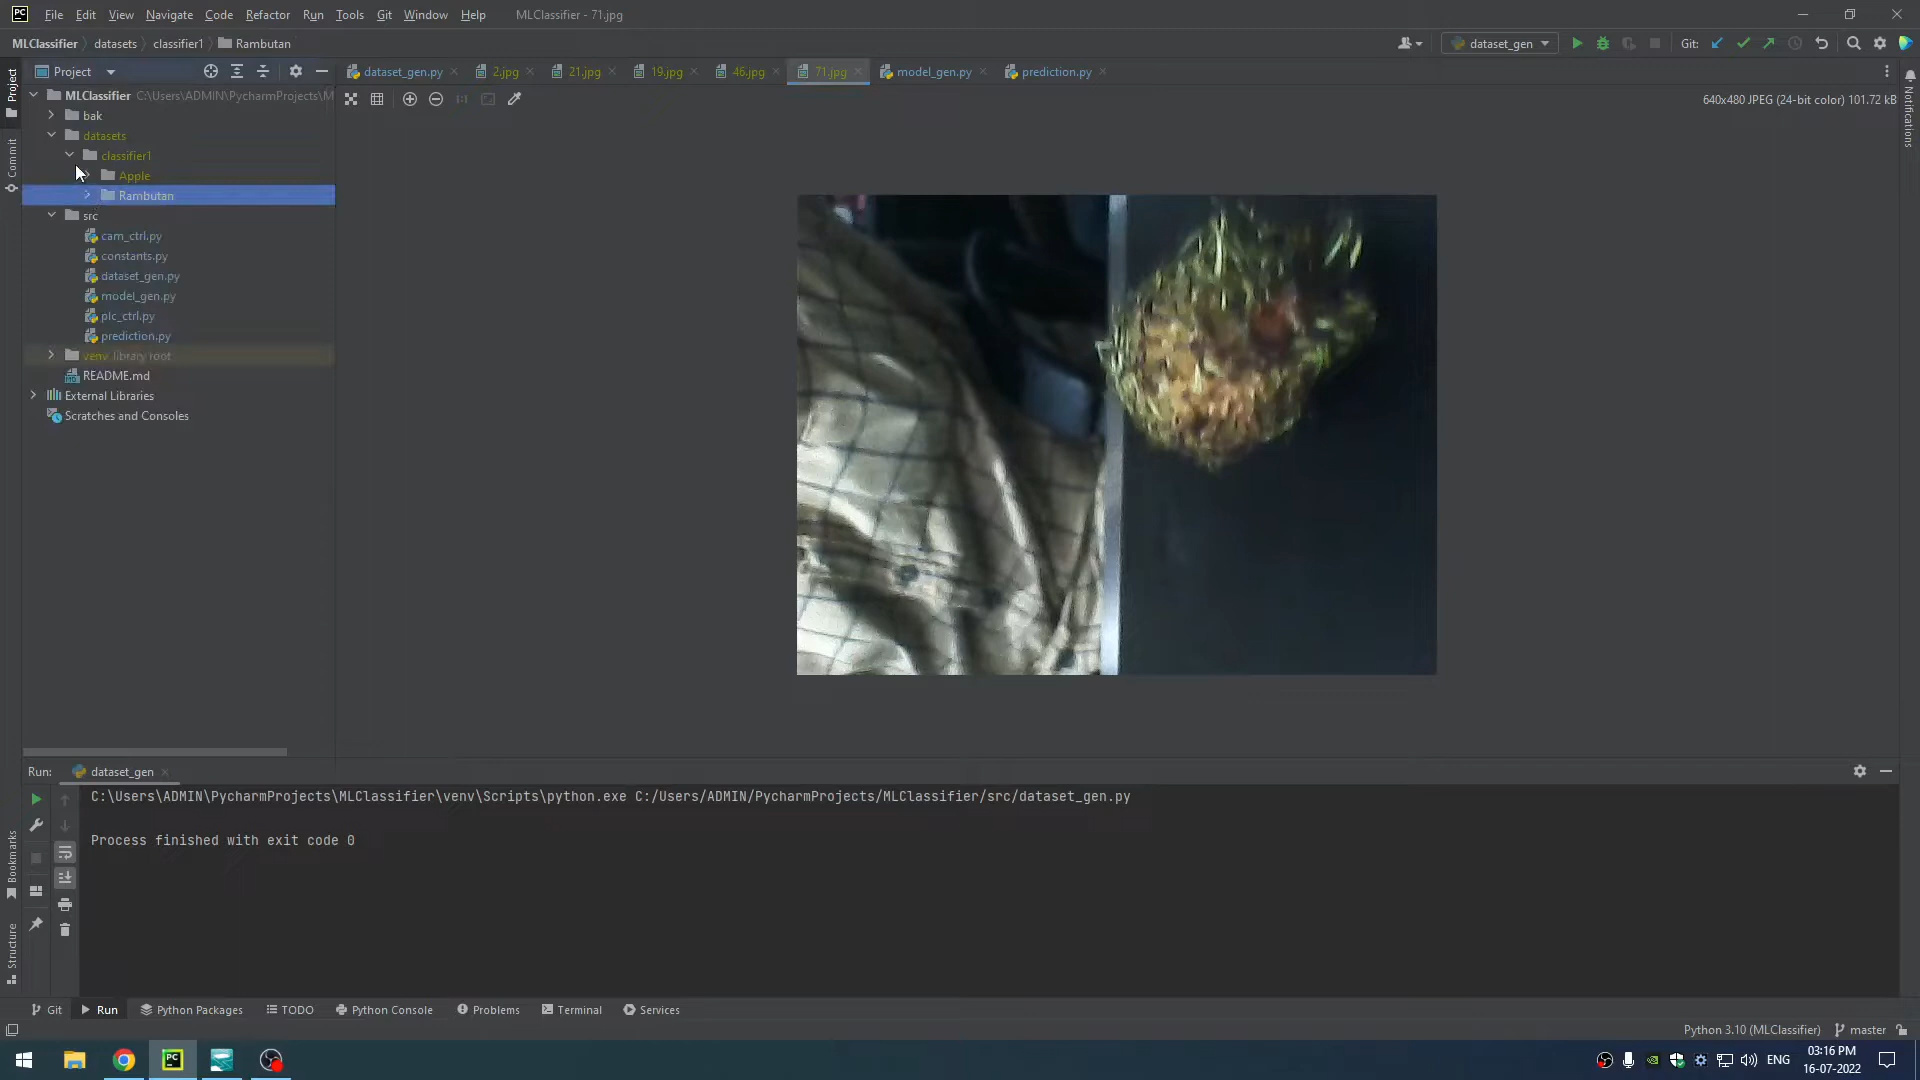 File Edit View Navigate Code Refactor Run Tools Git Window Help MLClassifier - 71.jpg
MLClassifier datasets classifier1 Rambutan dataset_gen Git:
Project dataset_gen.py 2.jpg 21.jpg 19.jpg 46.jpg 71.jpg model_gen.py prediction.py
640x480 JPEG (24-bit color) 101.72 kB
MLClassifier C:\Users\ADMIN\PycharmProjects\M
bak
datasets
classifier1
Apple
Rambutan
src
cam_ctrl.py
constants.py
dataset_gen.py
model_gen.py
plc_ctrl.py
prediction.py
venv library root
README.md
External Libraries
Scratches and Consoles
Project
Commit
Notifications
Run: dataset_gen
C:\Users\ADMIN\PycharmProjects\MLClassifier\venv\Scripts\python.exe C:/Users/ADMIN/PycharmProjects/MLClassifier/src/dataset_gen.py
Process finished with exit code 0
Bookmarks
Structure
Git Run Python Packages TODO Python Console Problems Terminal Services
Python 3.10 (MLClassifier) master
PC
ENG 03:16 PM
16-07-2022